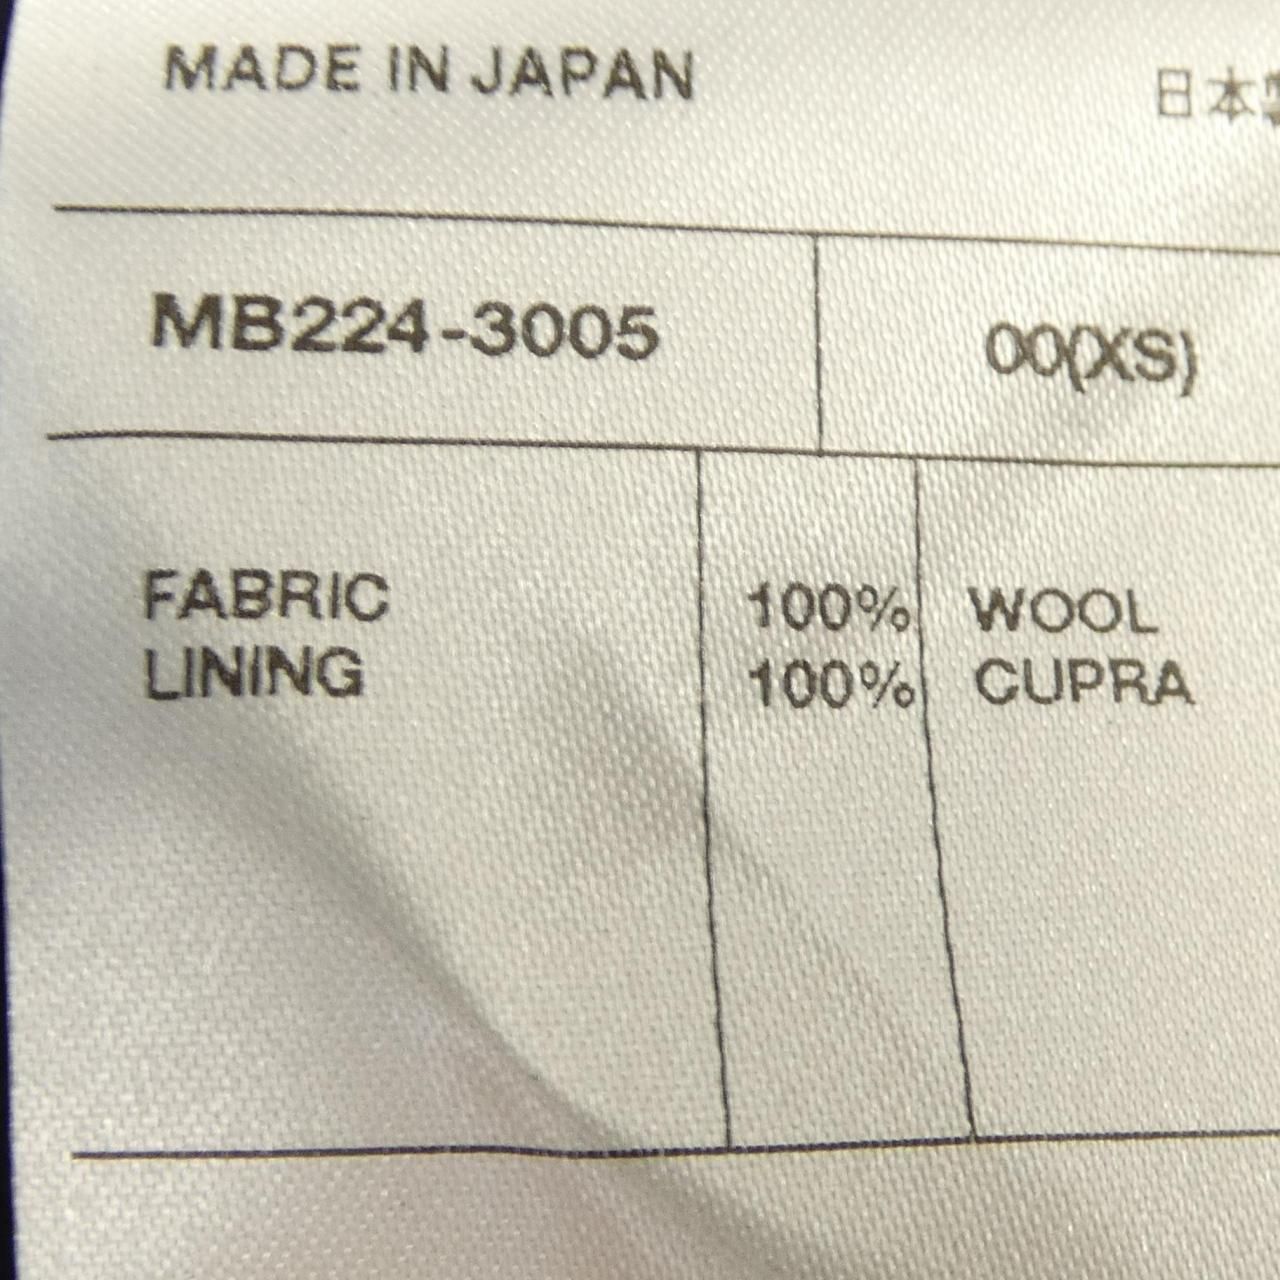 MADE IN JAPAN 日本製
MB224-3005 00(XS)
FABRIC 100% WOOL
LINING 100% CUPRA